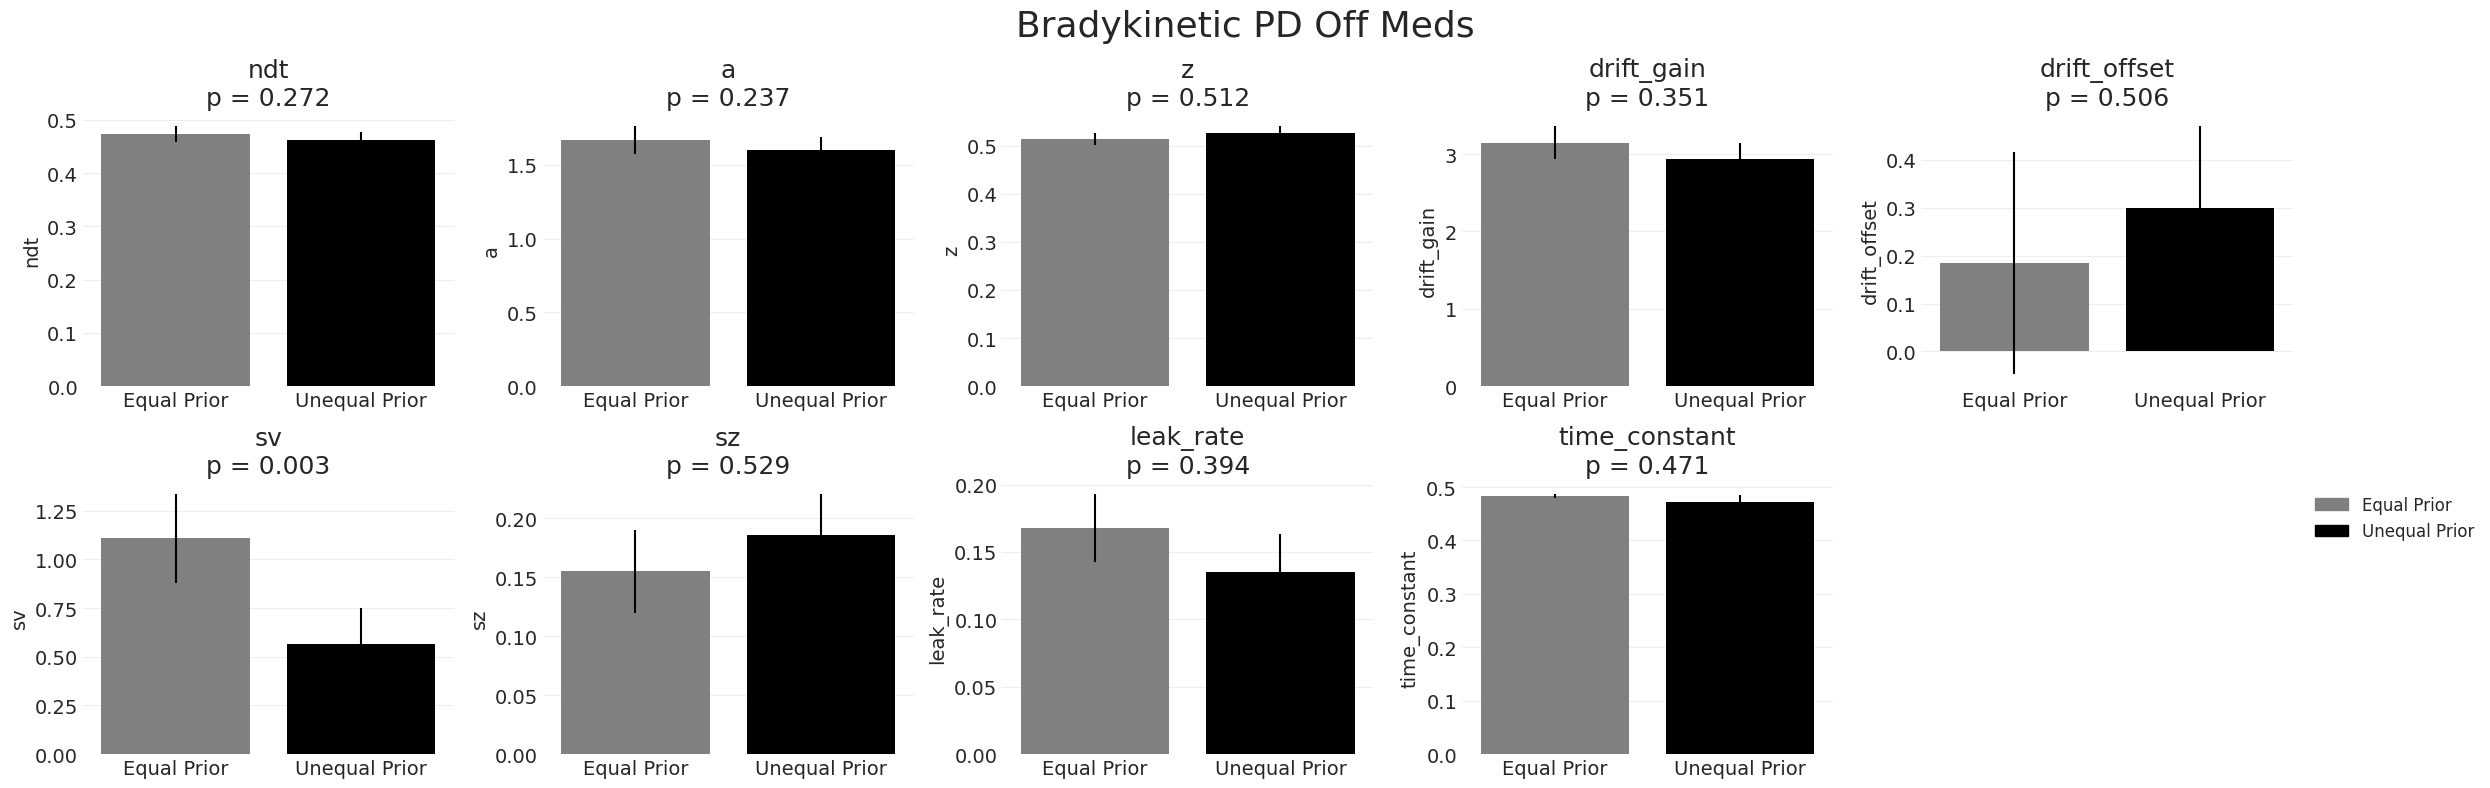 Bradykinetic PD Off Meds
ndt
p = 0.272
ndt
0.5
0.4
0.3
0.2
0.1
0.0
Equal Prior
Unequal Prior
a
p = 0.237
a
1.5
1.0
0.5
0.0
Equal Prior
Unequal Prior
z
p = 0.512
z
0.5
0.4
0.3
0.2
0.1
0.0
Equal Prior
Unequal Prior
drift_gain
p = 0.351
drift_gain
3
2
1
0
Equal Prior
Unequal Prior
drift_offset
p = 0.506
drift_offset
0.4
0.3
0.2
0.1
0.0
Equal Prior
Unequal Prior
sv
p = 0.003
sv
1.25
1.00
0.75
0.50
0.25
0.00
Equal Prior
Unequal Prior
sz
p = 0.529
sz
0.20
0.15
0.10
0.05
0.00
Equal Prior
Unequal Prior
leak_rate
p = 0.394
leak_rate
0.20
0.15
0.10
0.05
0.00
Equal Prior
Unequal Prior
time_constant
p = 0.471
time_constant
0.5
0.4
0.3
0.2
0.1
0.0
Equal Prior
Unequal Prior
Equal Prior
Unequal Prior